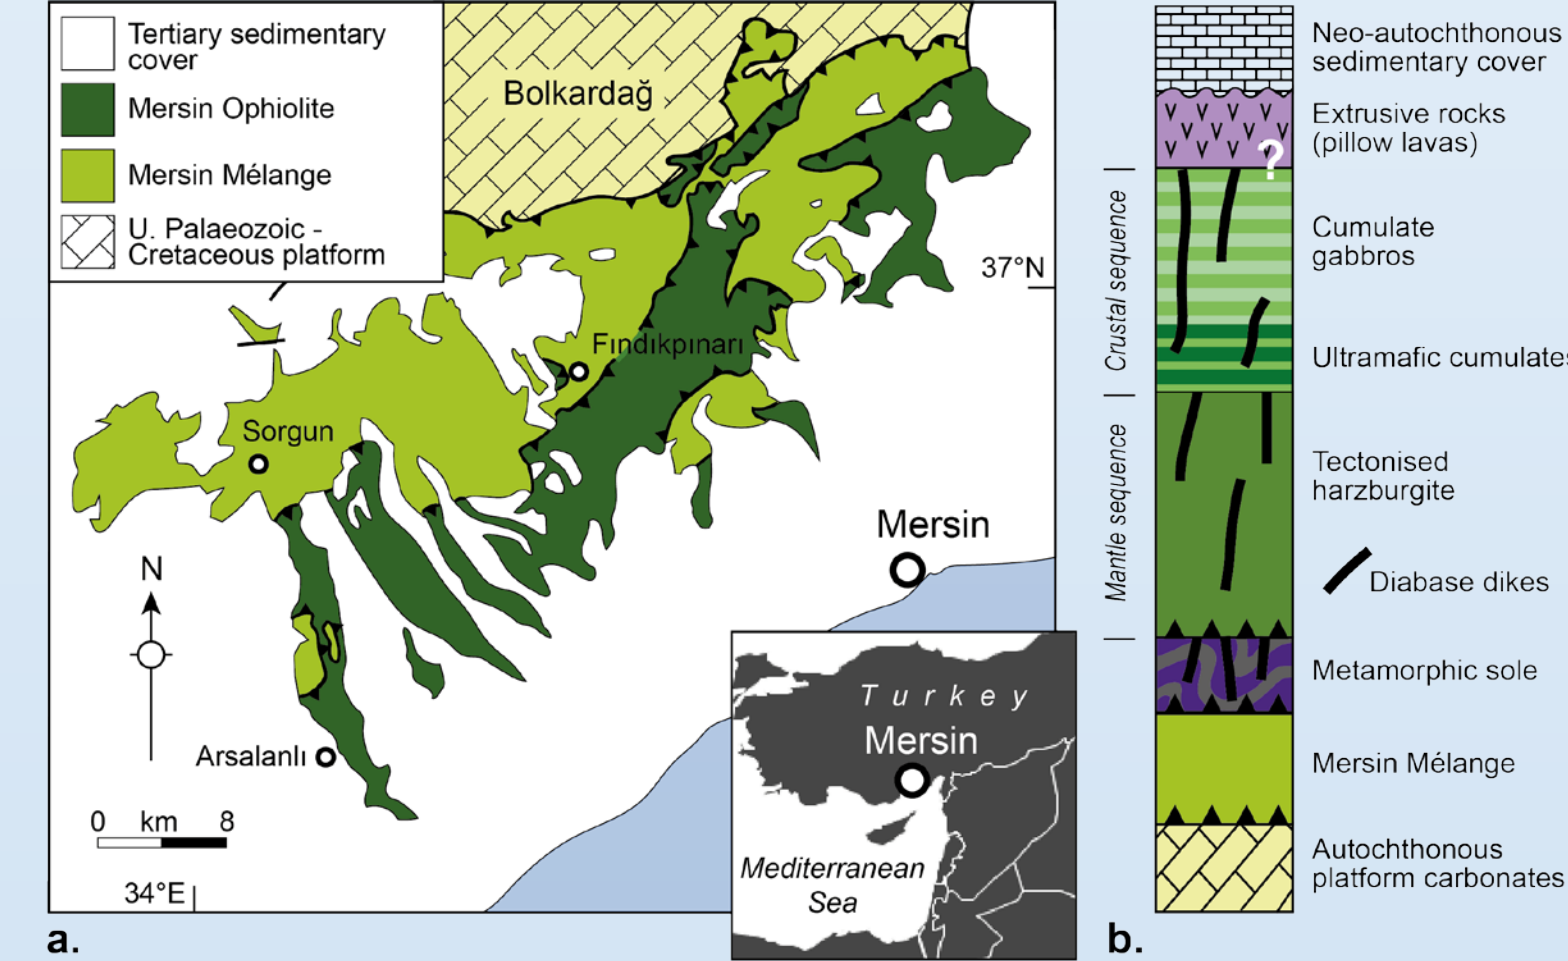 Tertiary sedimentary
cover
Mersin Ophiolite
Mersin Mélange
U. Palaeozoic -
Cretaceous platform
Bolkardağ
37°N
Fındıkpınarı
Sorgun
Mersin
N
Arsalanlı
0 km 8
34°E
Turkey
Mersin
Mediterranean
Sea
a.
Neo-autochthonous
sedimentary cover
Extrusive rocks
(pillow lavas)
?
Crustal sequence
Cumulate
gabbros
Ultramafic cumulates
Mantle sequence
Tectonised
harzburgite
Diabase dikes
Metamorphic sole
Mersin Mélange
Autochthonous
platform carbonates
b.